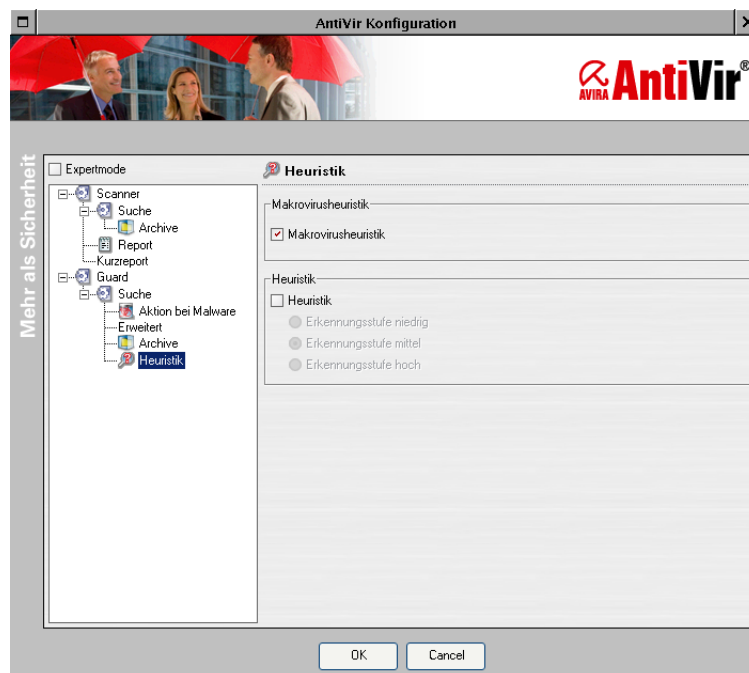 AntiVir Konfiguration
AVIRA AntiVir®
Mehr als Sicherheit
Expertmode
Scanner
Suche
Archive
Report
Kurzreport
Guard
Suche
Aktion bei Malware
Erweitert
Archive
Heuristik
Heuristik
Makrovirusheuristik
Makrovirusheuristik
Heuristik
Heuristik
Erkennungsstufe niedrig
Erkennungsstufe mittel
Erkennungsstufe hoch
OK
Cancel